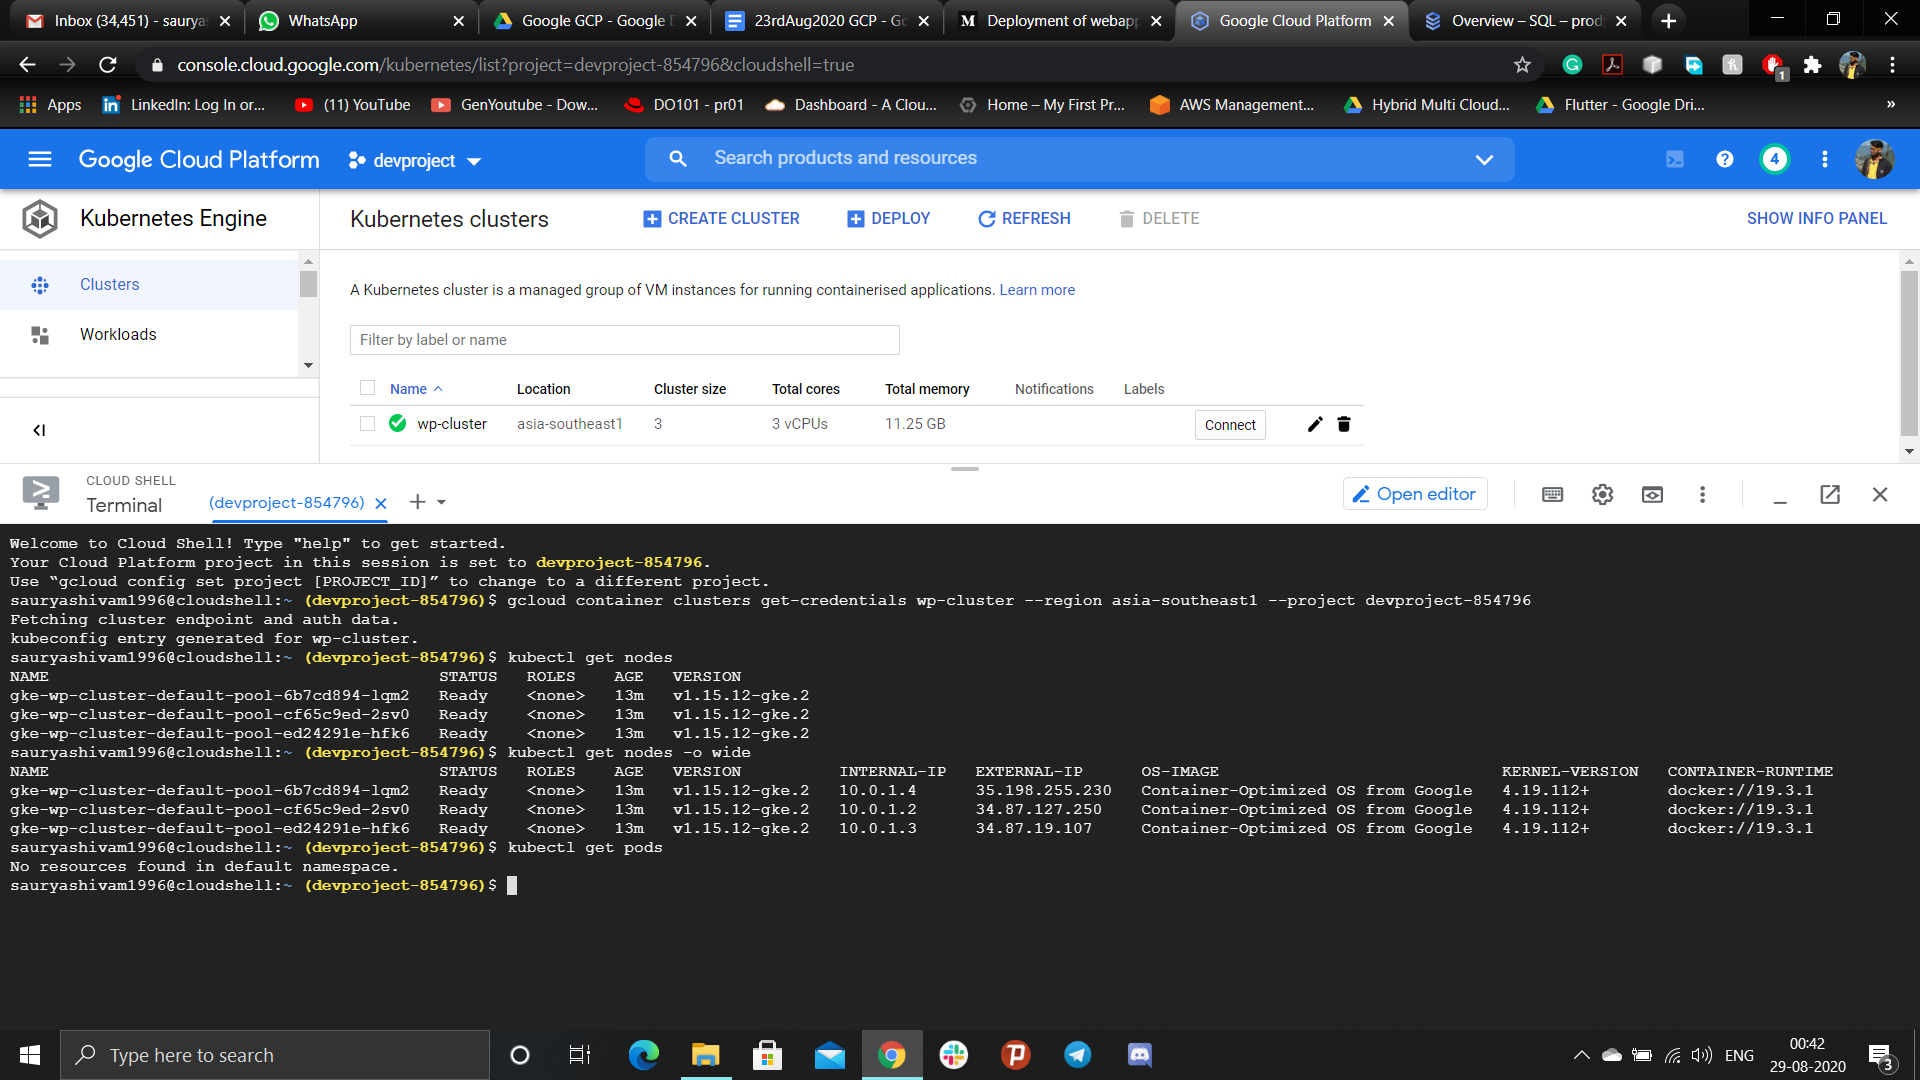 Inbox (34,451) - saurya
WhatsApp
Google GCP - Google D
23rdAug2020 GCP - Go
Deployment of webapp
Google Cloud Platform
Overview – SQL – prod
console.cloud.google.com/kubernetes/list?project=devproject-854796&cloudshell=true
1
Apps
LinkedIn: Log In or...
(11) YouTube
GenYoutube - Dow...
DO101 - pr01
Dashboard - A Clou...
Home – My First Pr...
AWS Management...
Hybrid Multi Cloud...
Flutter - Google Dri...
»
Google Cloud Platform
devproject
Search products and resources
4
Kubernetes Engine
Kubernetes clusters
CREATE CLUSTER
DEPLOY
REFRESH
DELETE
SHOW INFO PANEL
Clusters
Workloads
A Kubernetes cluster is a managed group of VM instances for running containerised applications. Learn more
Filter by label or name
Name Location Cluster size Total cores Total memory Notifications Labels
wp-cluster asia-southeast1 3 3 vCPUs 11.25 GB Connect
CLOUD SHELL
Terminal
(devproject-854796)
Open editor
Welcome to Cloud Shell! Type "help" to get started.
Your Cloud Platform project in this session is set to devproject-854796.
Use “gcloud config set project [PROJECT_ID]” to change to a different project.
sauryashivam1996@cloudshell:~ (devproject-854796)$ gcloud container clusters get-credentials wp-cluster --region asia-southeast1 --project devproject-854796
Fetching cluster endpoint and auth data.
kubeconfig entry generated for wp-cluster.
sauryashivam1996@cloudshell:~ (devproject-854796)$ kubectl get nodes
NAME STATUS ROLES AGE VERSION
gke-wp-cluster-default-pool-6b7cd894-lqm2 Ready <none> 13m v1.15.12-gke.2
gke-wp-cluster-default-pool-cf65c9ed-2sv0 Ready <none> 13m v1.15.12-gke.2
gke-wp-cluster-default-pool-ed24291e-hfk6 Ready <none> 13m v1.15.12-gke.2
sauryashivam1996@cloudshell:~ (devproject-854796)$ kubectl get nodes -o wide
NAME STATUS ROLES AGE VERSION INTERNAL-IP EXTERNAL-IP OS-IMAGE KERNEL-VERSION CONTAINER-RUNTIME
gke-wp-cluster-default-pool-6b7cd894-lqm2 Ready <none> 13m v1.15.12-gke.2 10.0.1.4 35.198.255.230 Container-Optimized OS from Google 4.19.112+ docker://19.3.1
gke-wp-cluster-default-pool-cf65c9ed-2sv0 Ready <none> 13m v1.15.12-gke.2 10.0.1.2 34.87.127.250 Container-Optimized OS from Google 4.19.112+ docker://19.3.1
gke-wp-cluster-default-pool-ed24291e-hfk6 Ready <none> 13m v1.15.12-gke.2 10.0.1.3 34.87.19.107 Container-Optimized OS from Google 4.19.112+ docker://19.3.1
sauryashivam1996@cloudshell:~ (devproject-854796)$ kubectl get pods
No resources found in default namespace.
sauryashivam1996@cloudshell:~ (devproject-854796)$
Type here to search
ENG
00:42
29-08-2020
3